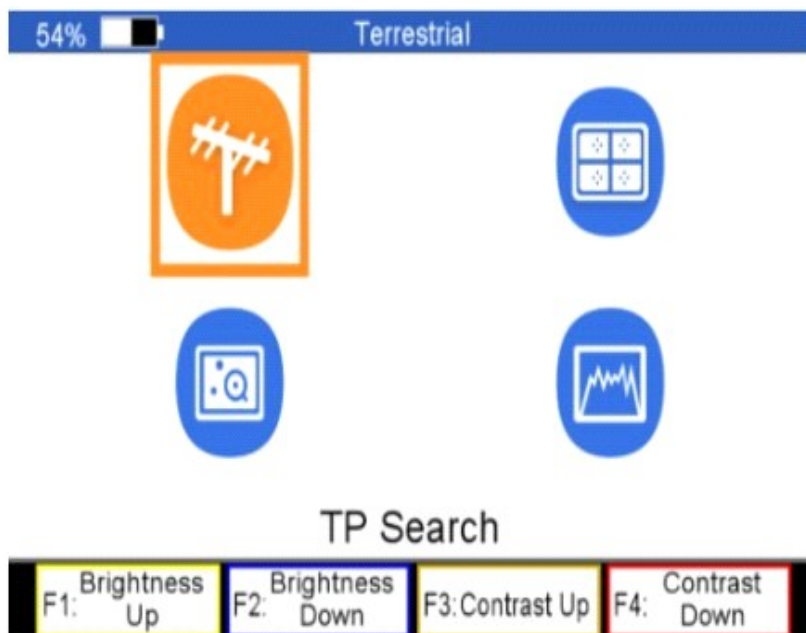 54% Terrestrial
TP Search
F1: Brightness Up
F2: Brightness Down
F3: Contrast Up
F4: Contrast Down